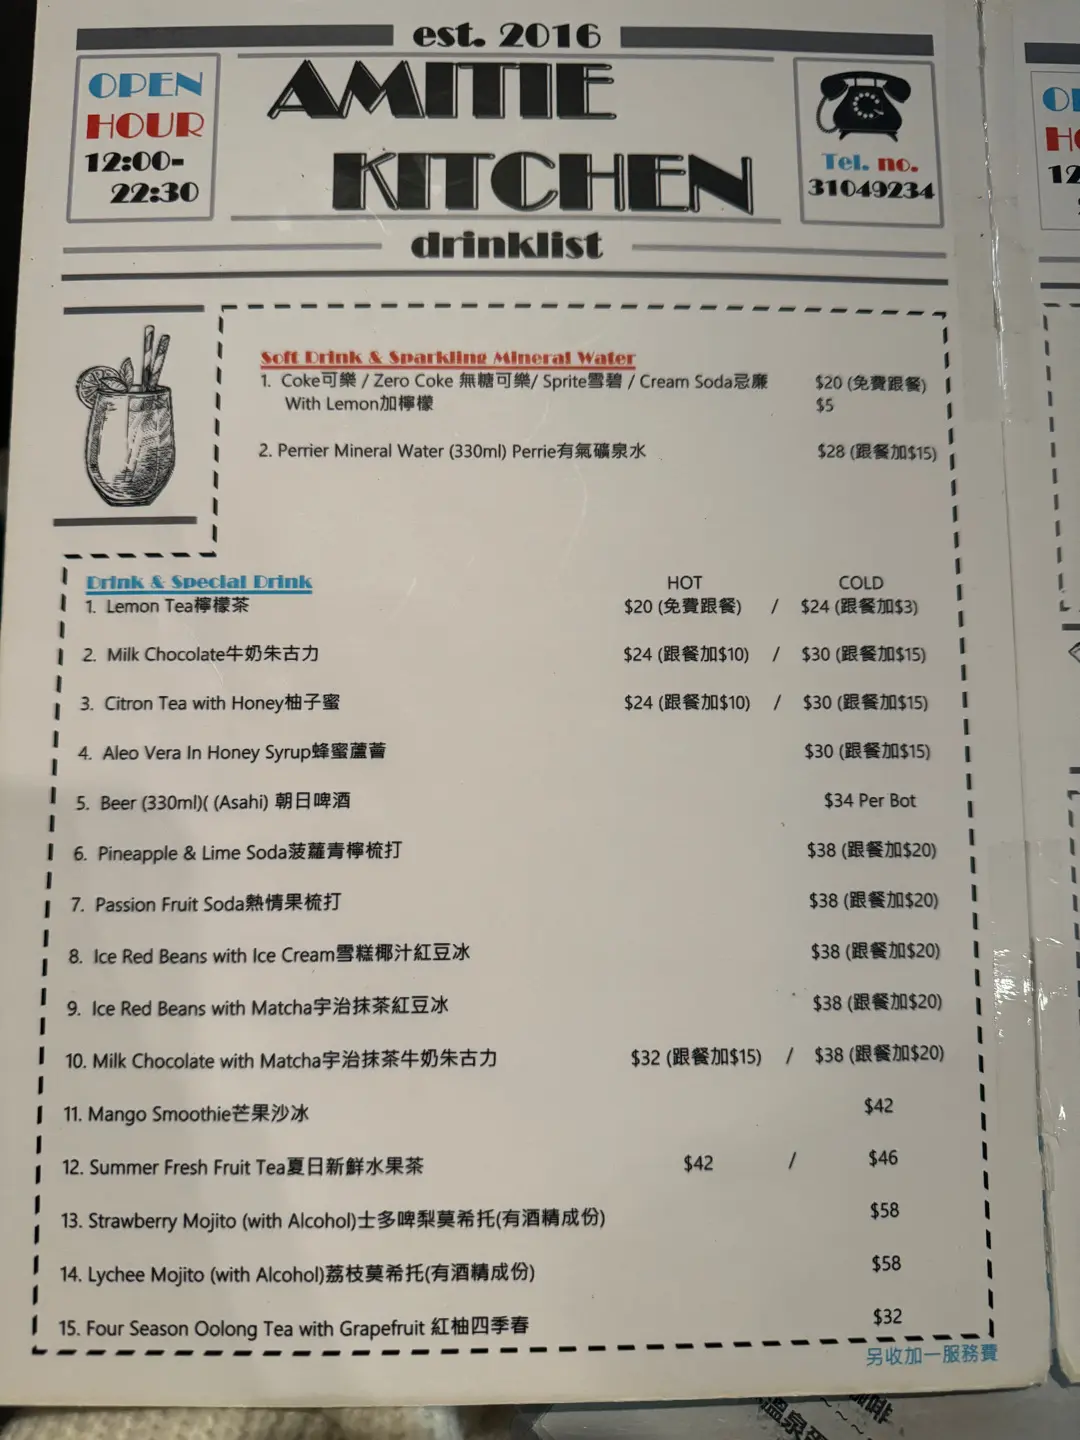 est. 2016
OPEN
HOUR
12:00-
22:30
AMITIE
KITCHEN
Tel. no.
31049234
drinklist
Soft Drink & Sparkling Mineral Water
1. Coke可樂 / Zero Coke 無糖可樂/ Sprite雪碧 / Cream Soda忌廉 $20 (免費跟餐)
With Lemon加檸檬 $5
2. Perrier Mineral Water (330ml) Perrie有氣礦泉水 $28 (跟餐加$15)
Drink & Special Drink HOT COLD
1. Lemon Tea檸檬茶 $20 (免費跟餐) / $24 (跟餐加$3)
2. Milk Chocolate牛奶朱古力 $24 (跟餐加$10) / $30 (跟餐加$15)
3. Citron Tea with Honey柚子蜜 $24 (跟餐加$10) / $30 (跟餐加$15)
4. Aleo Vera In Honey Syrup蜂蜜蘆薈 $30 (跟餐加$15)
5. Beer (330ml)( (Asahi) 朝日啤酒 $34 Per Bot
6. Pineapple & Lime Soda菠蘿青檸梳打 $38 (跟餐加$20)
7. Passion Fruit Soda熱情果梳打 $38 (跟餐加$20)
8. Ice Red Beans with Ice Cream雪糕椰汁紅豆冰 $38 (跟餐加$20)
9. Ice Red Beans with Matcha宇治抹茶紅豆冰 $38 (跟餐加$20)
10. Milk Chocolate with Matcha宇治抹茶牛奶朱古力 $32 (跟餐加$15) / $38 (跟餐加$20)
11. Mango Smoothie芒果沙冰 $42
12. Summer Fresh Fruit Tea夏日新鮮水果茶 $42 / $46
13. Strawberry Mojito (with Alcohol)士多啤梨莫希托(有酒精成份) $58
14. Lychee Mojito (with Alcohol)荔枝莫希托(有酒精成份) $58
15. Four Season Oolong Tea with Grapefruit 紅柚四季春 $32
另收加一服務費